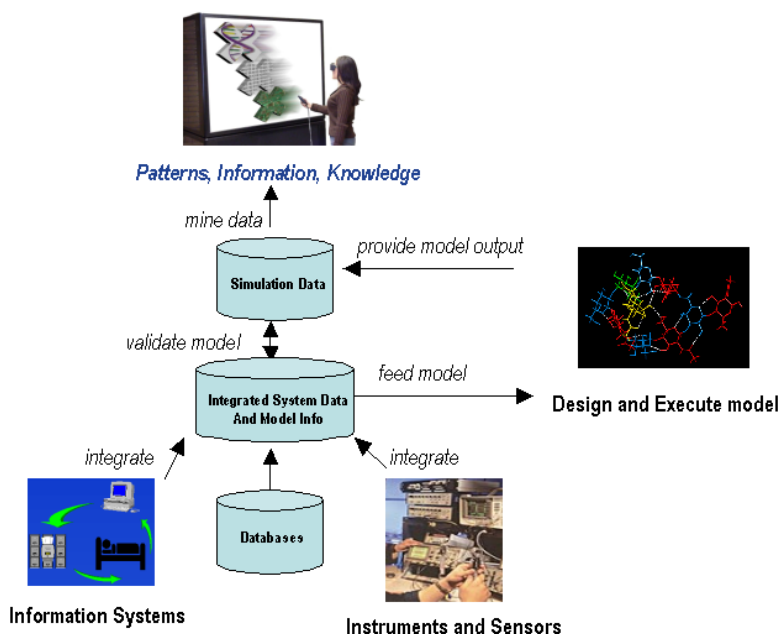 Patterns, Information, Knowledge
mine data
provide model output
Simulation Data
validate model
feed model
Integrated System Data
And Model Info
Design and Execute model
integrate
integrate
Databases
Information Systems
Instruments and Sensors